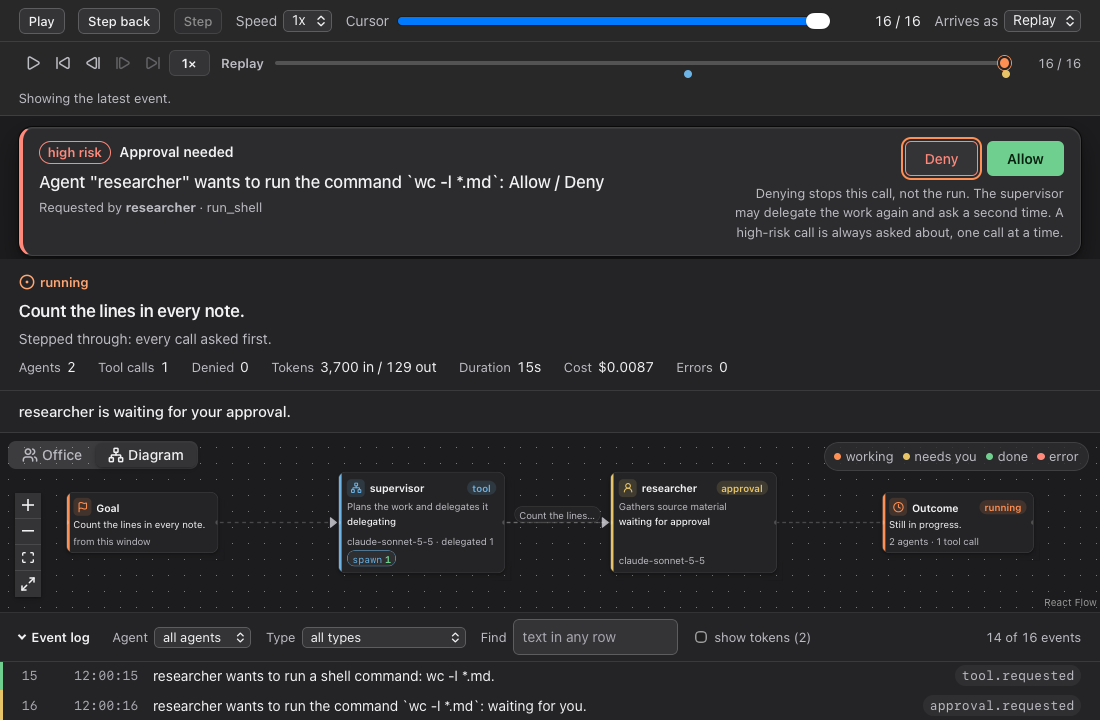 Play Step back Step Speed 1x Cursor 16 / 16 Arrives as Replay
1× Replay 16 / 16
Showing the latest event.
high risk Approval needed
Deny Allow
Agent "researcher" wants to run the command `wc -l *.md`: Allow / Deny
Requested by researcher · run_shell
Denying stops this call, not the run. The supervisor
may delegate the work again and ask a second time. A
high-risk call is always asked about, one call at a time.
running
Count the lines in every note.
Stepped through: every call asked first.
Agents 2 Tool calls 1 Denied 0 Tokens 3,700 in / 129 out Duration 15s Cost $0.0087 Errors 0
researcher is waiting for your approval.
Office Diagram
working needs you done error
Goal
Count the lines in every note.
from this window
supervisor tool
Plans the work and delegates it
delegating
claude-sonnet-5-5 · delegated 1
spawn 1
Count the lines...
researcher approval
Gathers source material
waiting for approval
claude-sonnet-5-5
Outcome running
Still in progress.
2 agents · 1 tool call
React Flow
Event log Agent all agents Type all types Find text in any row show tokens (2) 14 of 16 events
15 12:00:15 researcher wants to run a shell command: wc -l *.md. tool.requested
16 12:00:16 researcher wants to run the command `wc -l *.md`: waiting for you. approval.requested